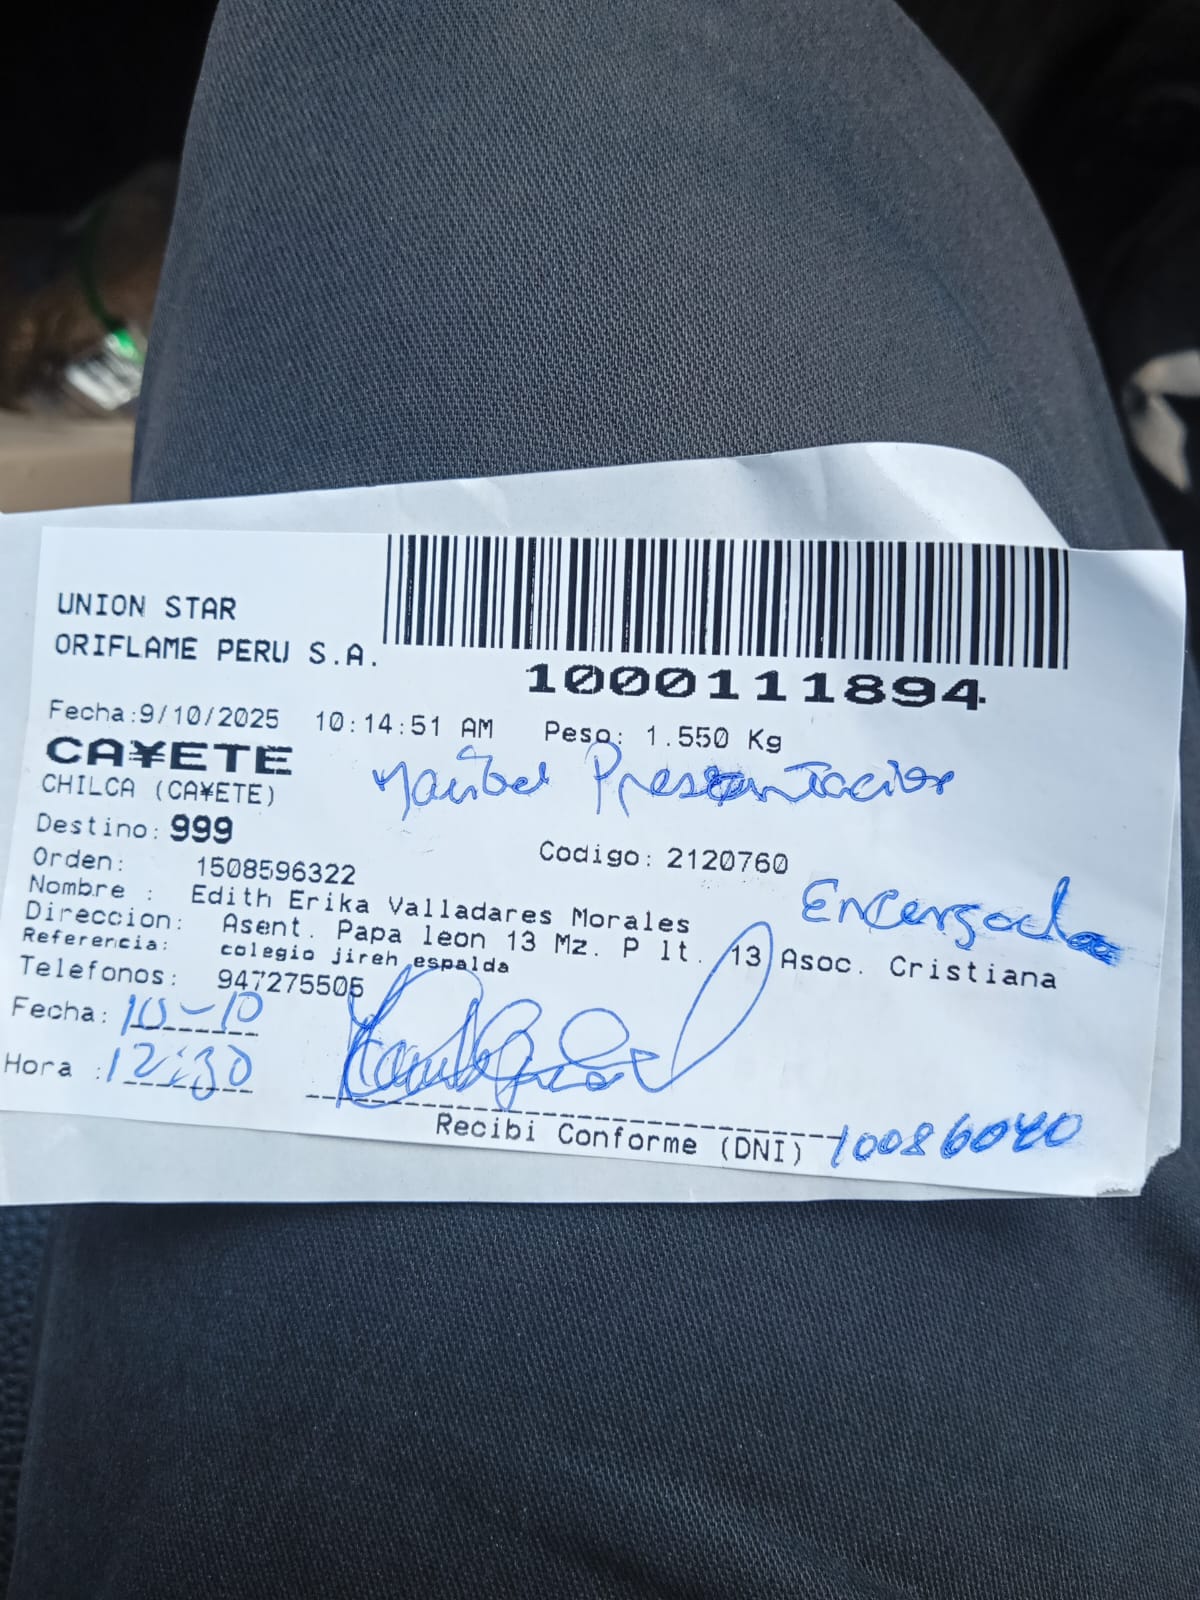 UNION STAR
ORIFLAME PERU S.A.
1000111894
Fecha:9/10/2025 10:14:51 AM Peso: 1.550 Kg
CA¥ETE
CHILCA (CA¥ETE)
Maribel Presentacion
Destino: 999
Orden: 1508596322 Codigo: 2120760
Nombre : Edith Erika Valladares Morales
Encargada
Direccion: Asent. Papa leon 13 Mz. P lt. 13 Asoc. Cristiana
Referencia: colegio jireh espalda
Telefonos: 947275505
Fecha: 10-10
Hora : 12:30
Recibi Conforme (DNI) 10086040